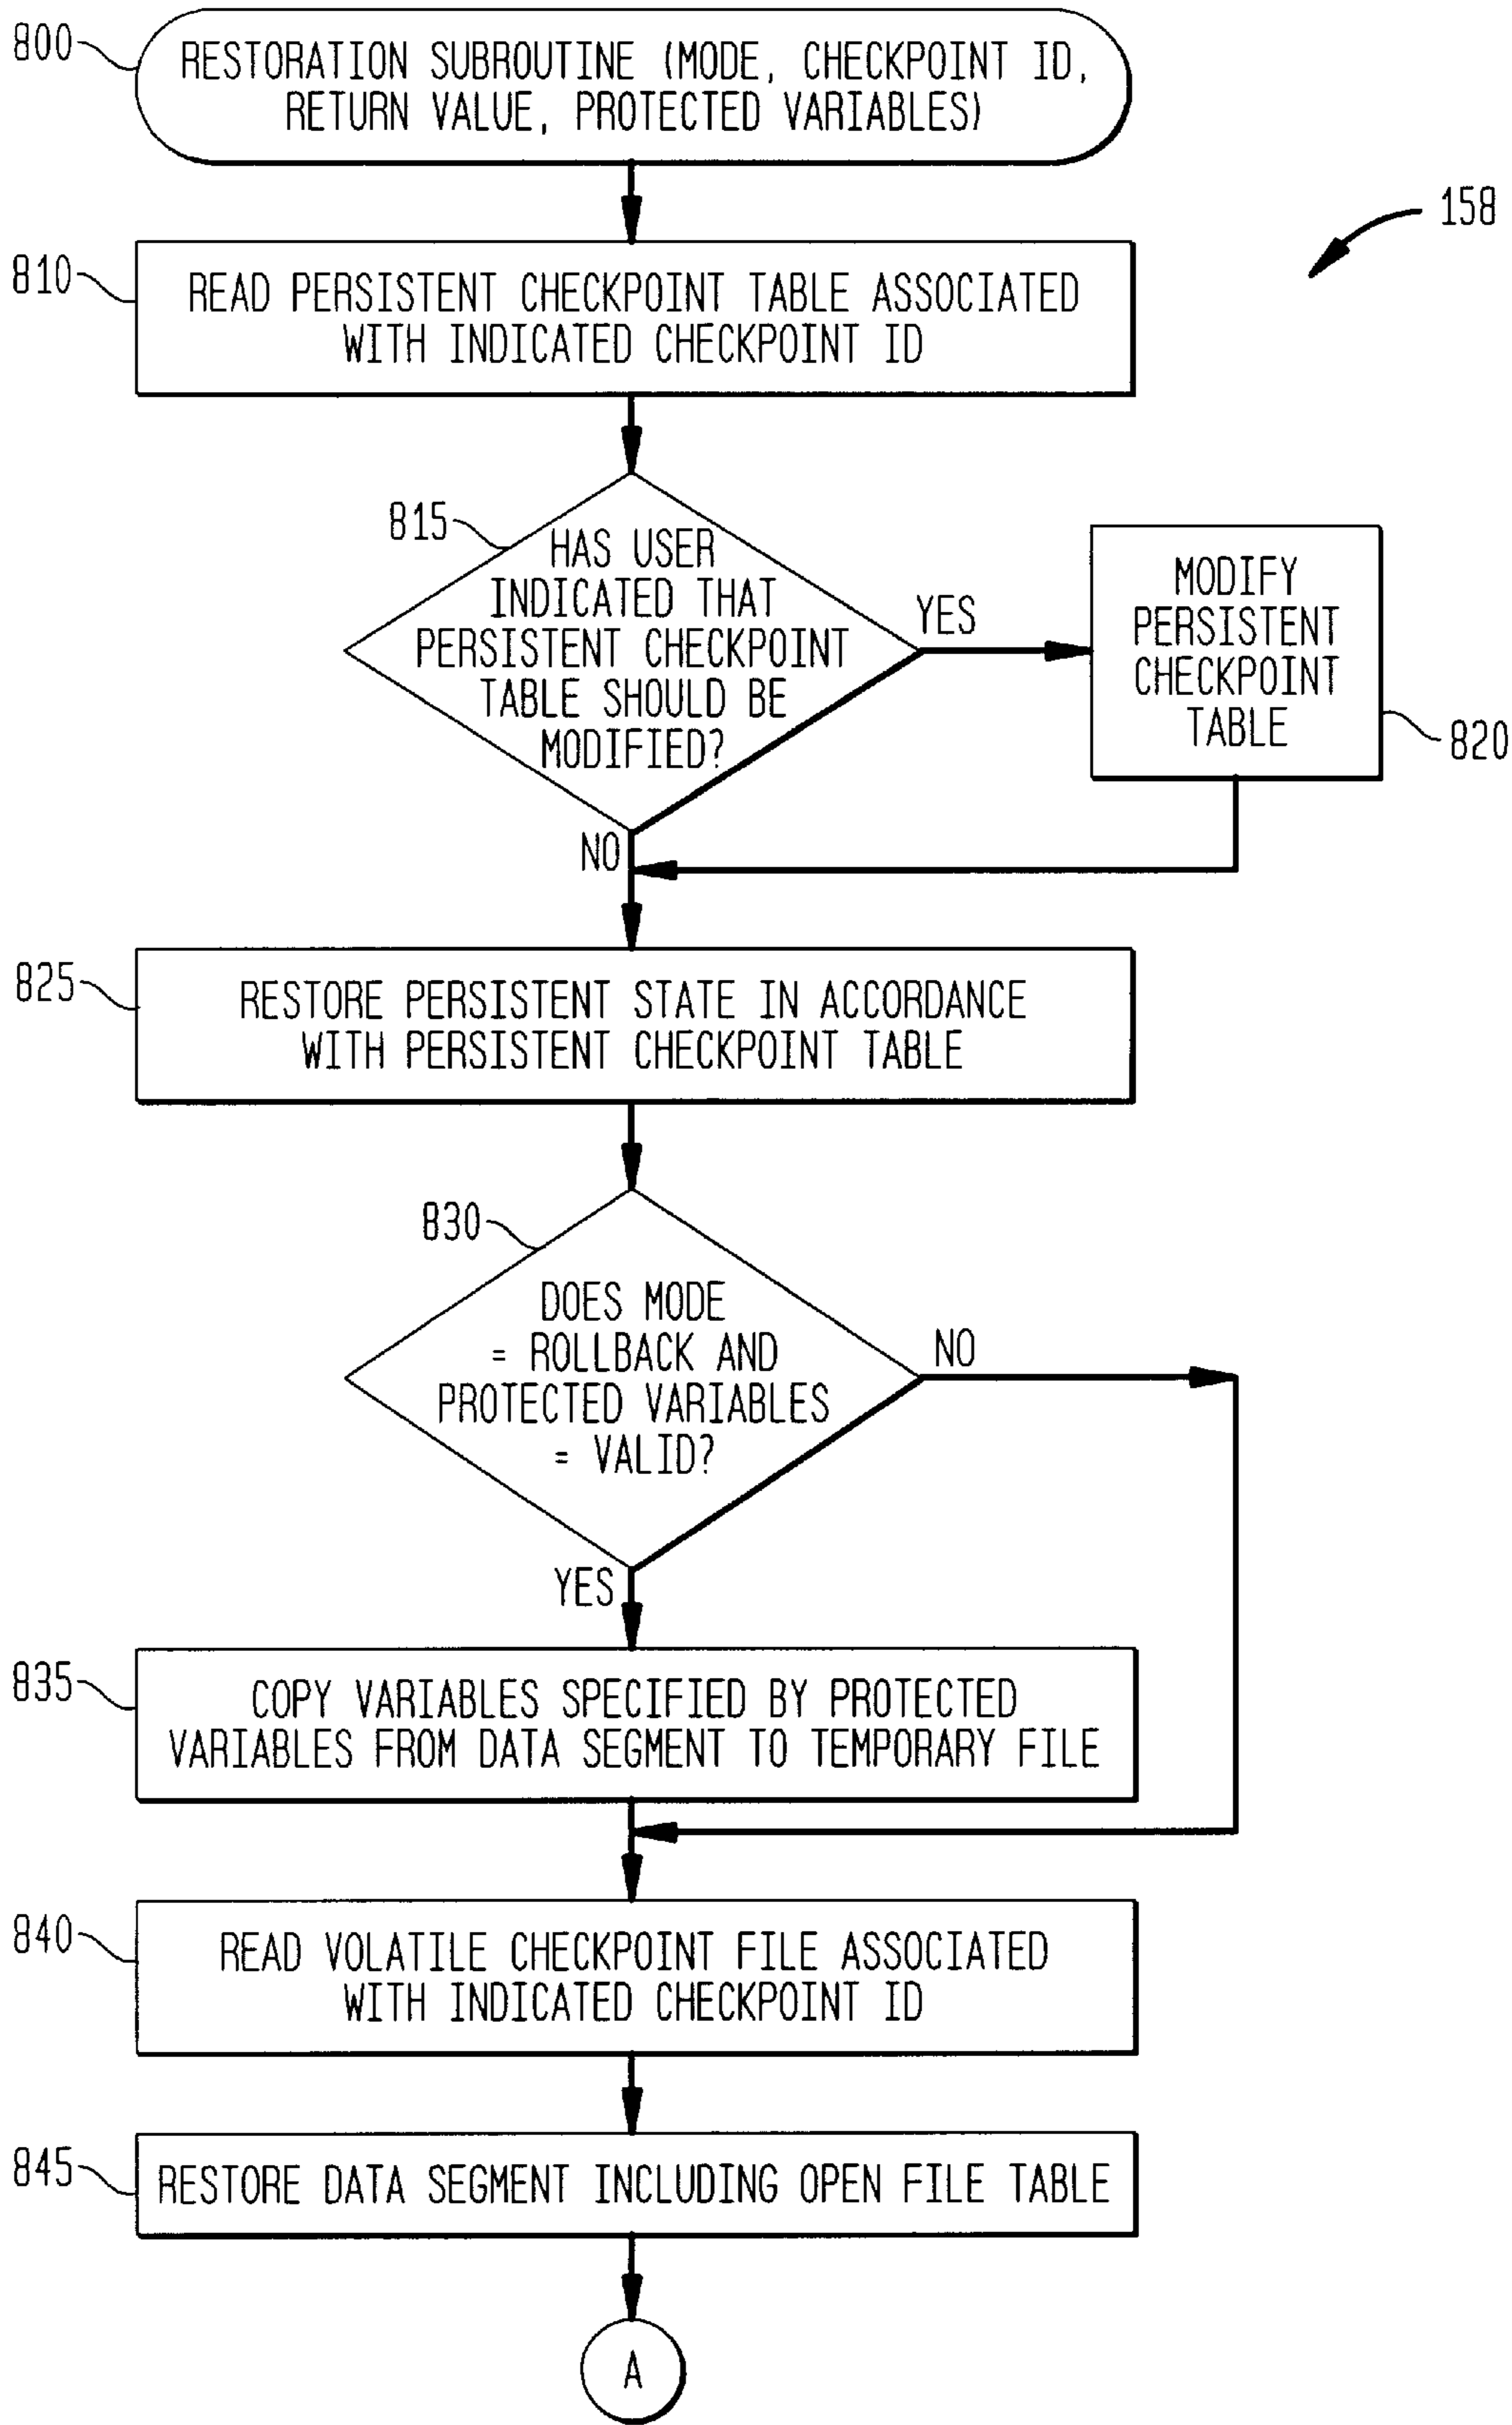 800
RESTORATION SUBROUTINE (MODE, CHECKPOINT ID,
RETURN VALUE, PROTECTED VARIABLES)
158
810
READ PERSISTENT CHECKPOINT TABLE ASSOCIATED
WITH INDICATED CHECKPOINT ID
815
HAS USER
INDICATED THAT
PERSISTENT CHECKPOINT
TABLE SHOULD BE
MODIFIED?
YES
MODIFY
PERSISTENT
CHECKPOINT
TABLE
820
NO
825
RESTORE PERSISTENT STATE IN ACCORDANCE
WITH PERSISTENT CHECKPOINT TABLE
830
DOES MODE
= ROLLBACK AND
PROTECTED VARIABLES
= VALID?
NO
YES
835
COPY VARIABLES SPECIFIED BY PROTECTED
VARIABLES FROM DATA SEGMENT TO TEMPORARY FILE
840
READ VOLATILE CHECKPOINT FILE ASSOCIATED
WITH INDICATED CHECKPOINT ID
845
RESTORE DATA SEGMENT INCLUDING OPEN FILE TABLE
A